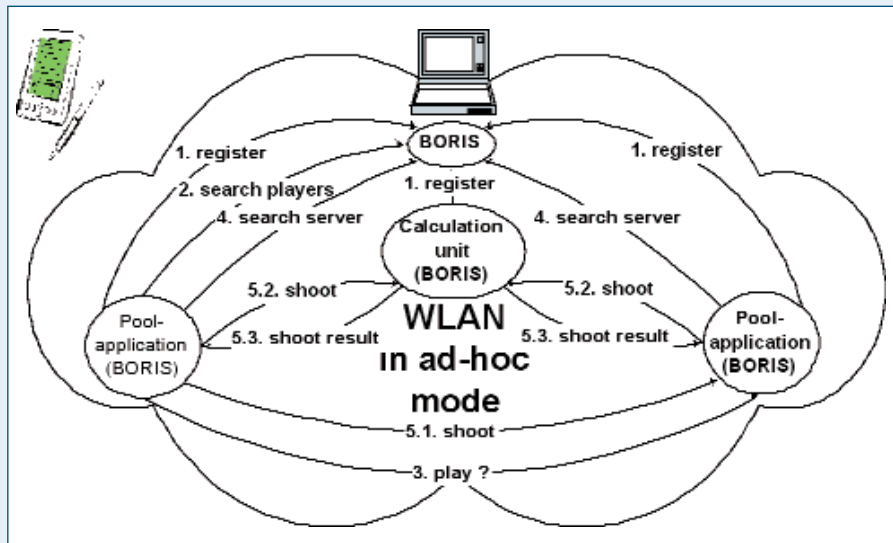 BORIS
1. register
1. register
2. search players
1. register
4. search server
4. search server
Calculation
unit
(BORIS)
5.2. shoot
5.2. shoot
Pool-
application
(BORIS)
5.3. shoot result
WLAN
in ad-hoc
mode
5.3. shoot result
Pool-
application
(BORIS)
5.1. shoot
3. play ?